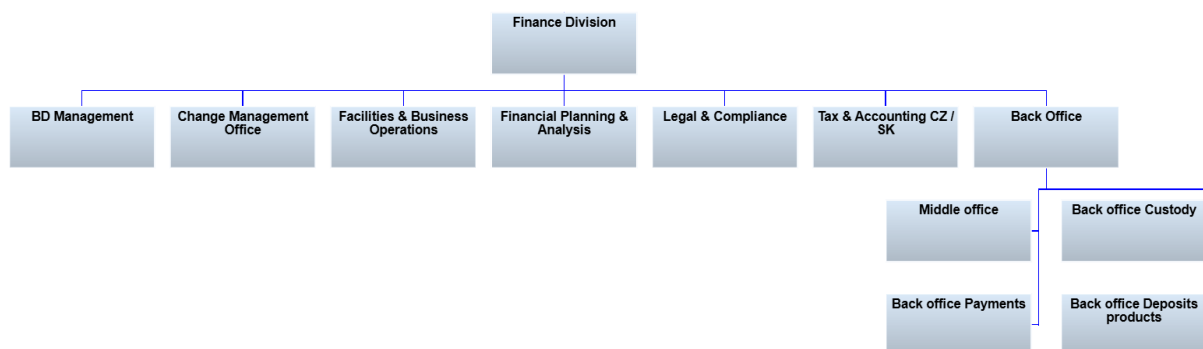 Finance Division
BD Management
Change Management
Office
Facilities & Business
Operations
Financial Planning &
Analysis
Legal & Compliance
Tax & Accounting CZ /
SK
Back Office
Middle office
Back office Custody
Back office Payments
Back office Deposits
products